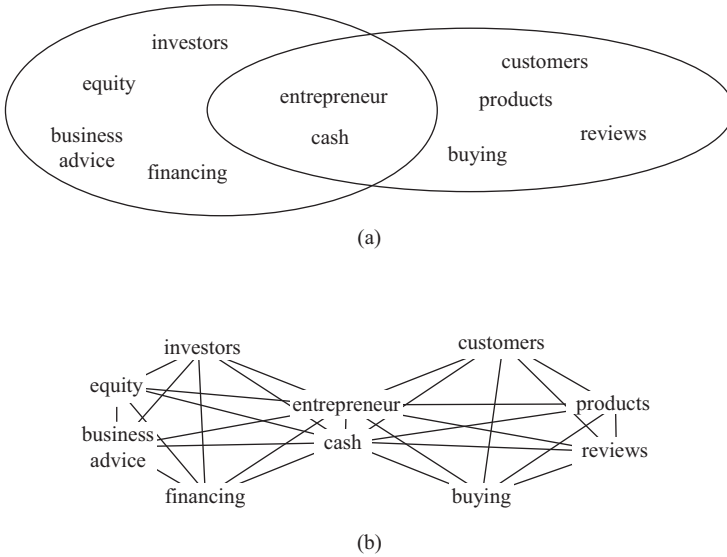 investors
customers
equity
entrepreneur
products
business
advice
cash
reviews
buying
financing
(a)
investors
customers
equity
entrepreneur
products
business
advice
cash
reviews
financing
buying
(b)